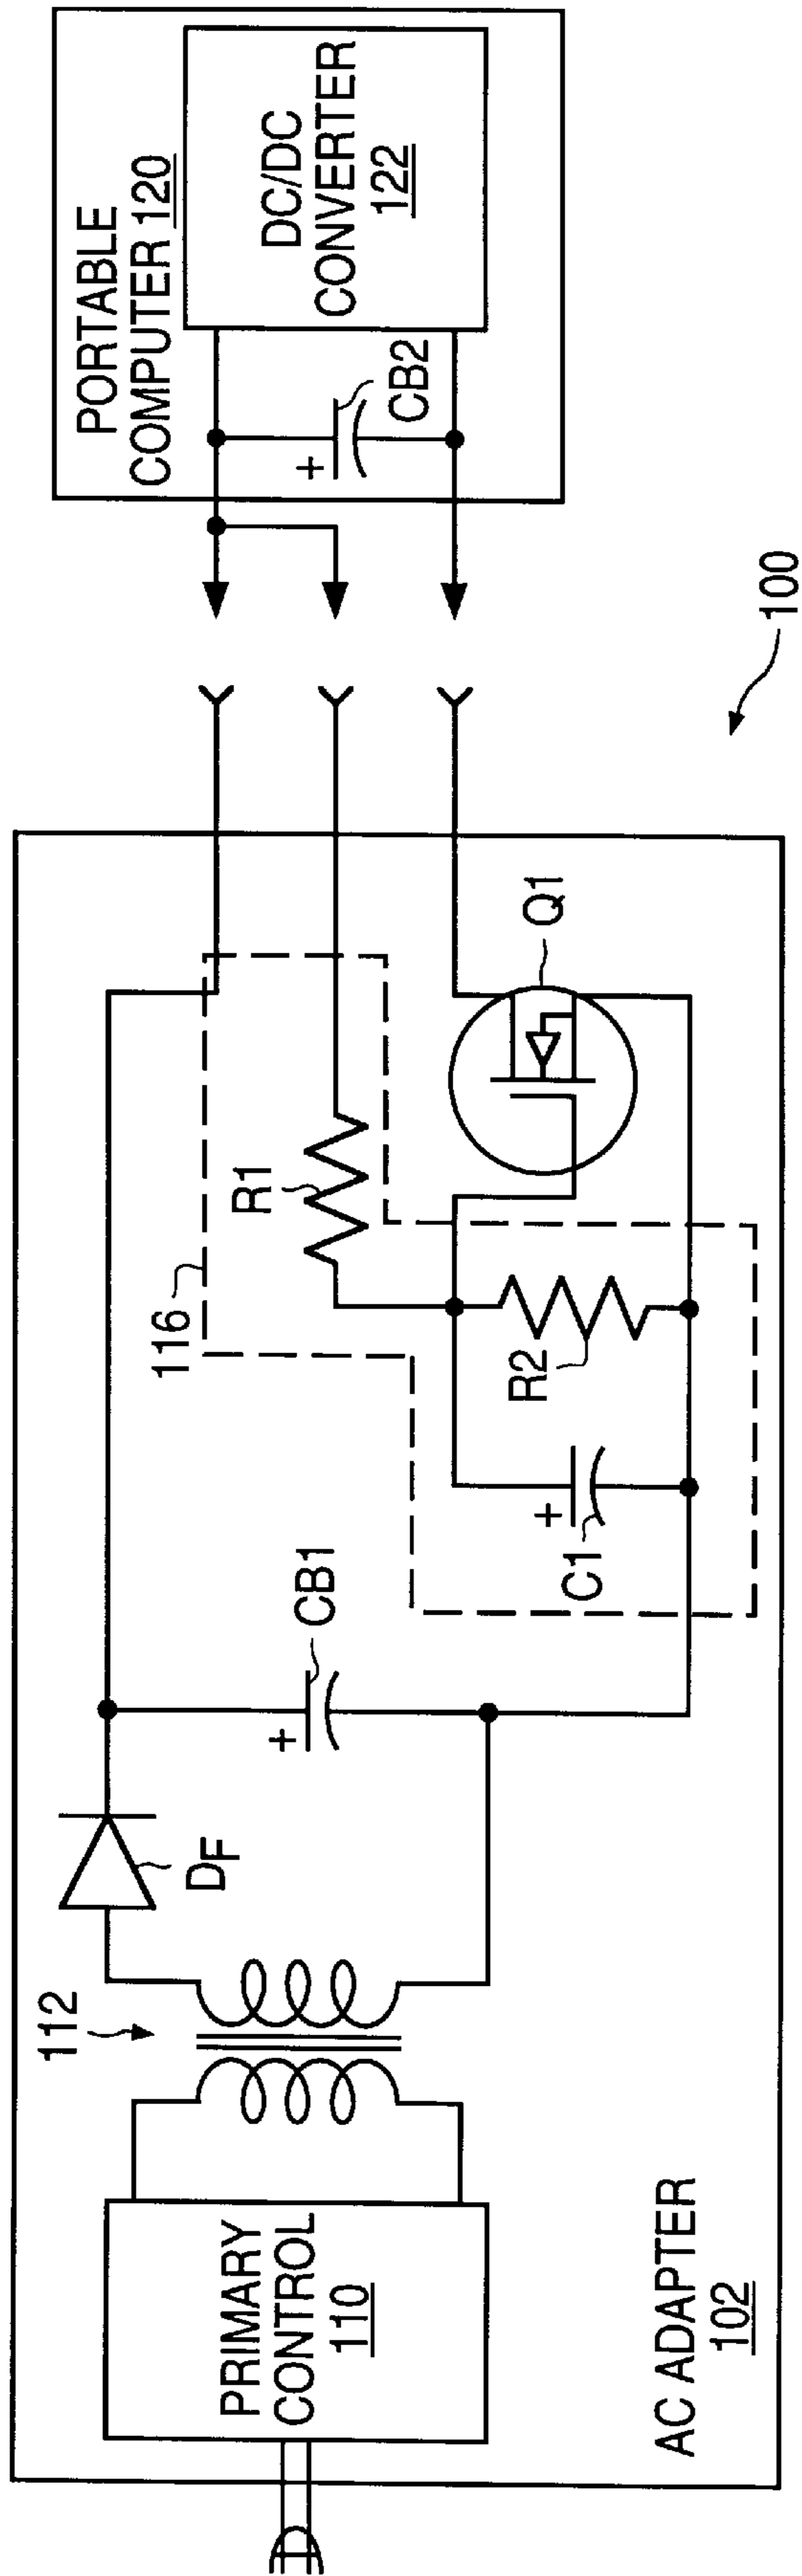 PORTABLE
COMPUTER 120
DC/DC
CONVERTER
122
+
CB2
100
Q1
R1
116
R2
+
C1
CB1
+
DF
112
PRIMARY
CONTROL
110
AC ADAPTER
102